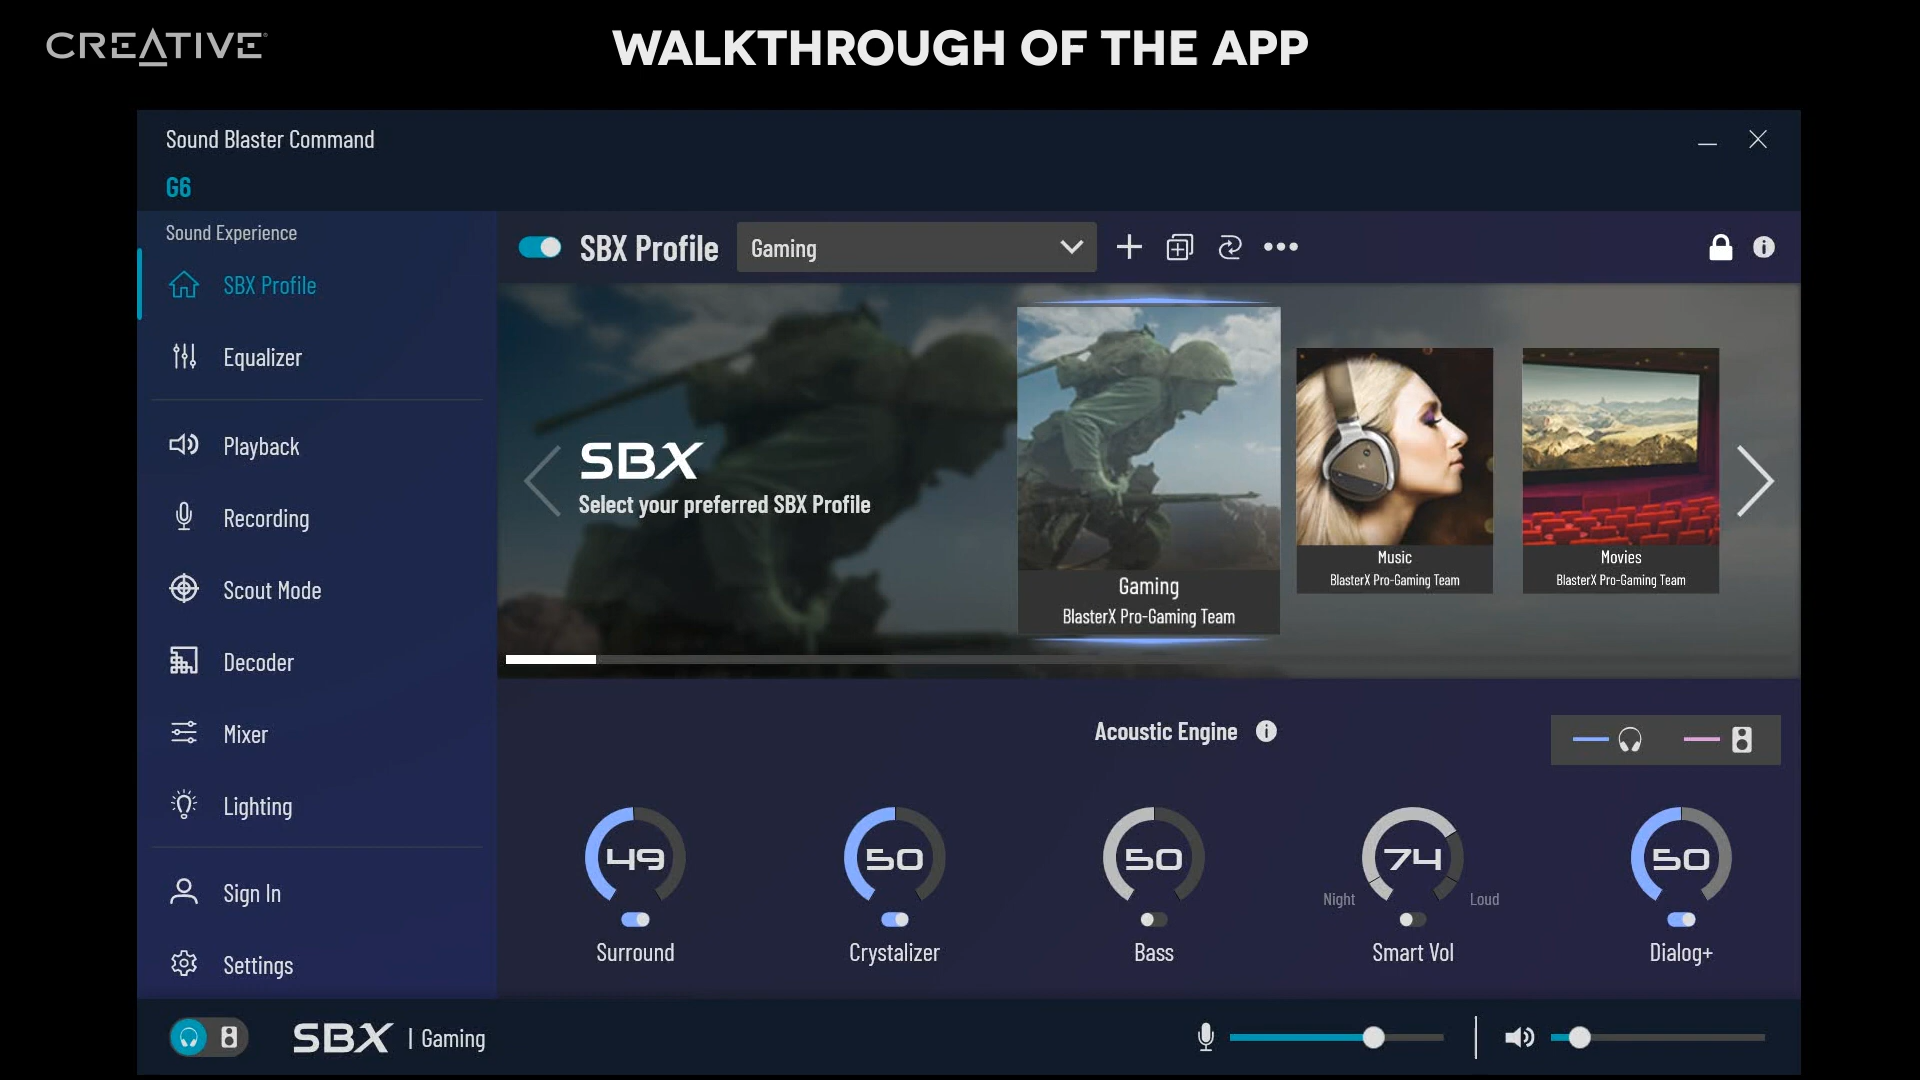 CREATIVE
WALKTHROUGH OF THE APP
Sound Blaster Command
G6
Sound Experience
SBX Profile
Equalizer
Playback
Recording
Scout Mode
Decoder
Mixer
Lighting
Sign In
Settings
SBX Profile
Gaming
SBX
Select your preferred SBX Profile
Gaming
BlasterX Pro-Gaming Team
Music
BlasterX Pro-Gaming Team
Movies
BlasterX Pro-Gaming Team
Acoustic Engine
49
50
50
74
50
Night
Loud
Surround
Crystalizer
Bass
Smart Vol
Dialog+
SBX | Gaming